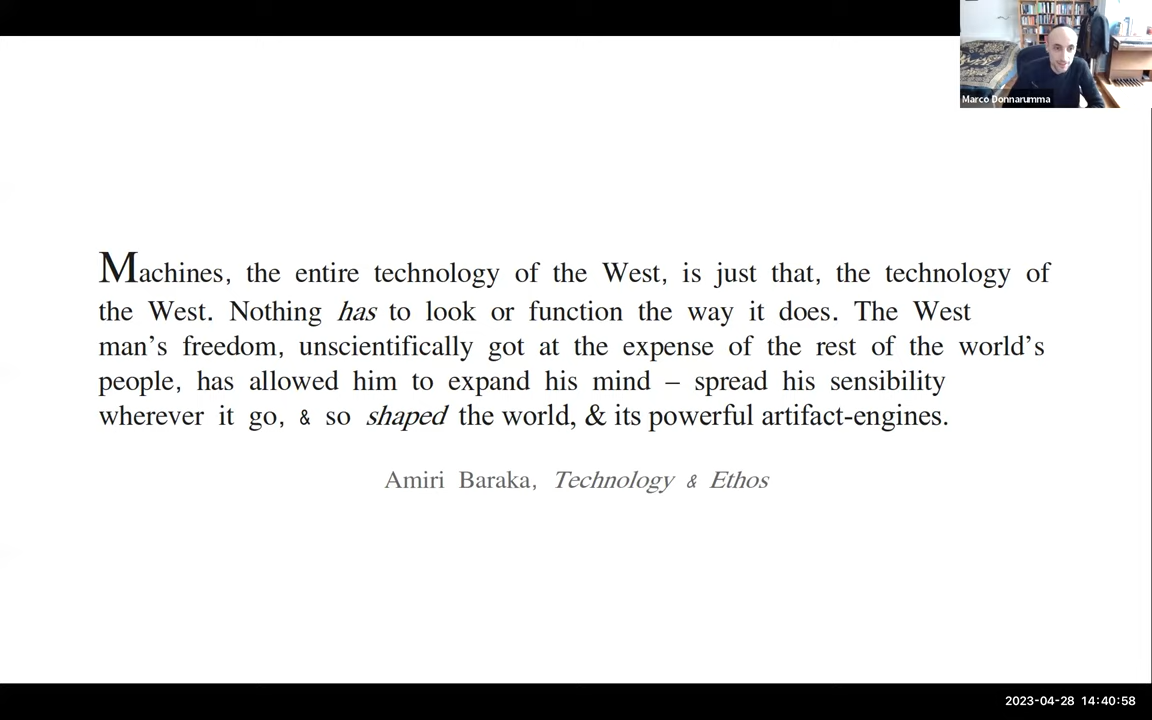 Marco Donnarumma
Machines, the entire technology of the West, is just that, the technology of
the West. Nothing has to look or function the way it does. The West
man’s freedom, unscientifically got at the expense of the rest of the world’s
people, has allowed him to expand his mind – spread his sensibility
wherever it go, & so shaped the world, & its powerful artifact-engines.
Amiri Baraka, Technology & Ethos
2023-04-28 14:40:58